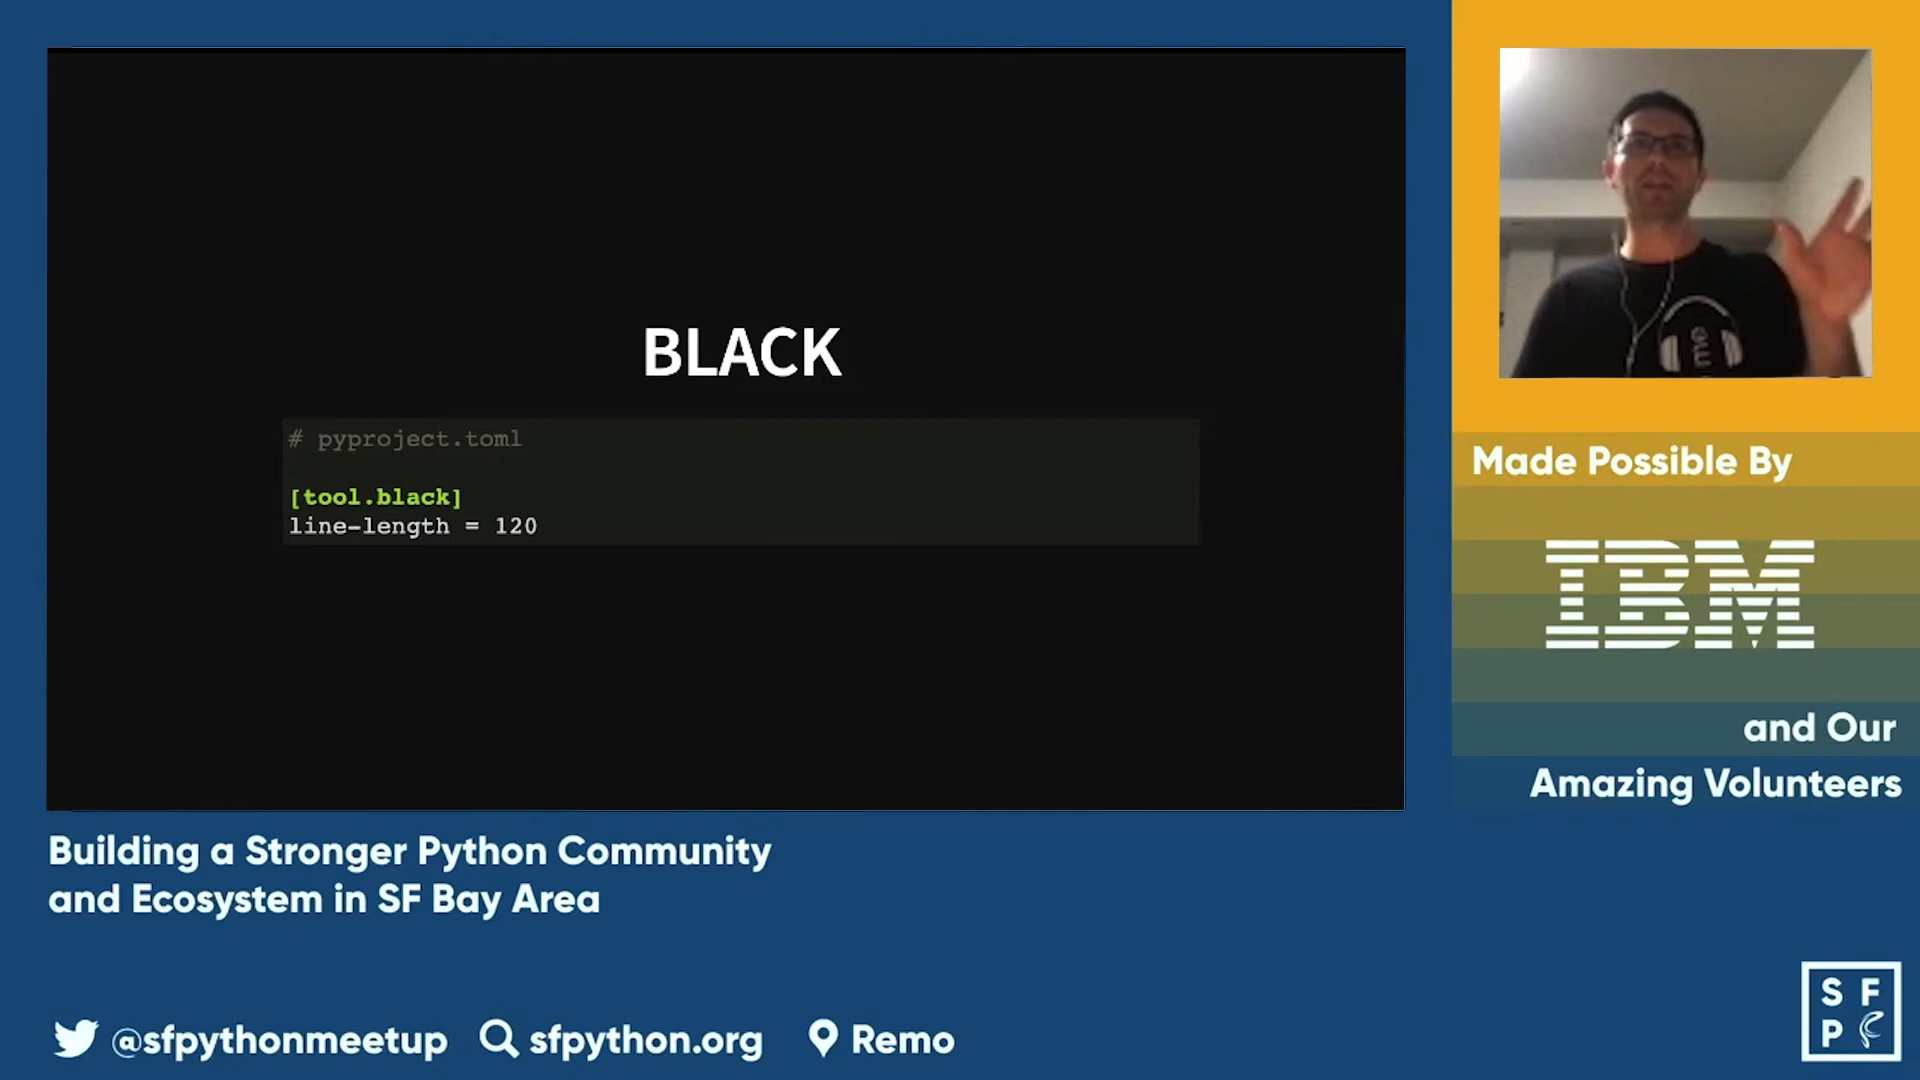 BLACK
# pyproject.toml
[tool.black]
line-length = 120
Made Possible By
IBM
and Our
Amazing Volunteers
Building a Stronger Python Community
and Ecosystem in SF Bay Area
@sfpythonmeetup
sfpython.org
Remo
S F
P